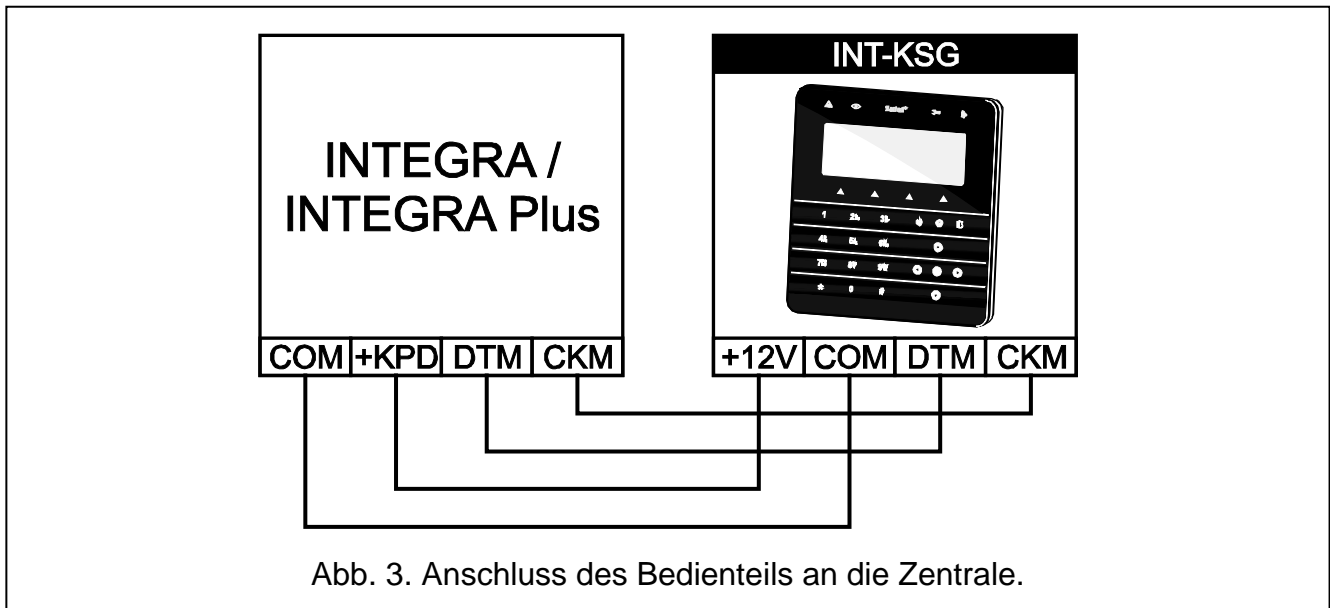 INT-KSG
INTEGRA /
INTEGRA Plus
COM +KPD DTM CKM
+12V COM DTM CKM
Abb. 3. Anschluss des Bedienteils an die Zentrale.